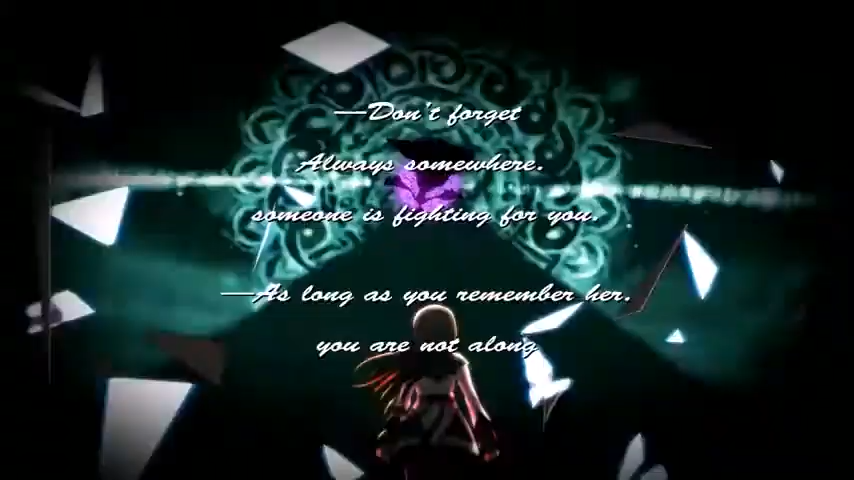 —Don't forget
Always somewhere.
someone is fighting for you.
—As long as you remember her.
you are not along